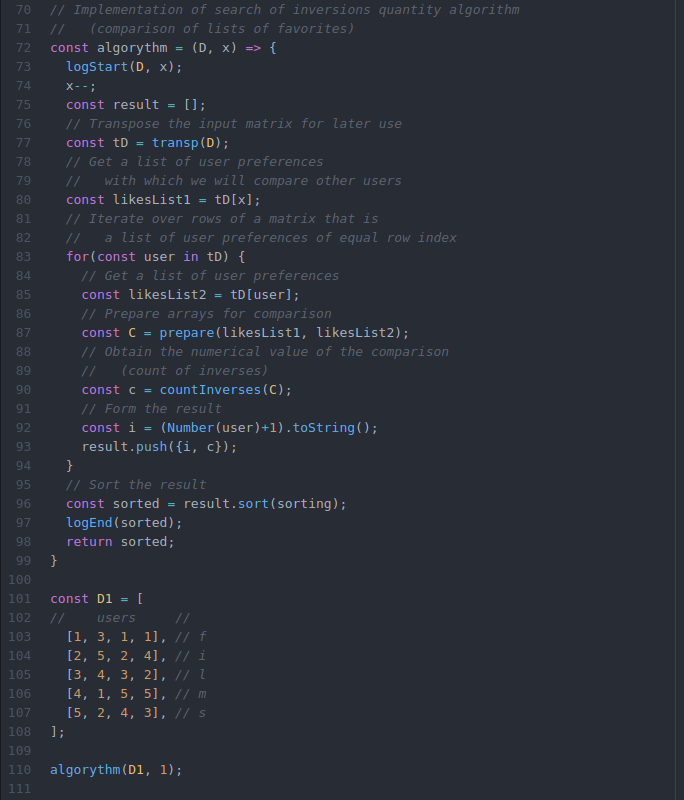 70 // Implementation of search of inversions quantity algorithm
71 //   (comparison of lists of favorites)
72 const algorythm = (D, x) => {
73   logStart(D, x);
74   x--;
75   const result = [];
76   // Transpose the input matrix for later use
77   const tD = transp(D);
78   // Get a list of user preferences
79   //   with which we will compare other users
80   const likesList1 = tD[x];
81   // Iterate over rows of a matrix that is
82   //   a list of user preferences of equal row index
83   for(const user in tD) {
84     // Get a list of user preferences
85     const likesList2 = tD[user];
86     // Prepare arrays for comparison
87     const C = prepare(likesList1, likesList2);
88     // Obtain the numerical value of the comparison
89     //   (count of inverses)
90     const c = countInverses(C);
91     // Form the result
92     const i = (Number(user)+1).toString();
93     result.push({i, c});
94   }
95   // Sort the result
96   const sorted = result.sort(sorting);
97   logEnd(sorted);
98   return sorted;
99 }
100
101 const D1 = [
102 //    users     //
103   [1, 3, 1, 1], // f
104   [2, 5, 2, 4], // i
105   [3, 4, 3, 2], // l
106   [4, 1, 5, 5], // m
107   [5, 2, 4, 3], // s
108 ];
109
110 algorythm(D1, 1);
111